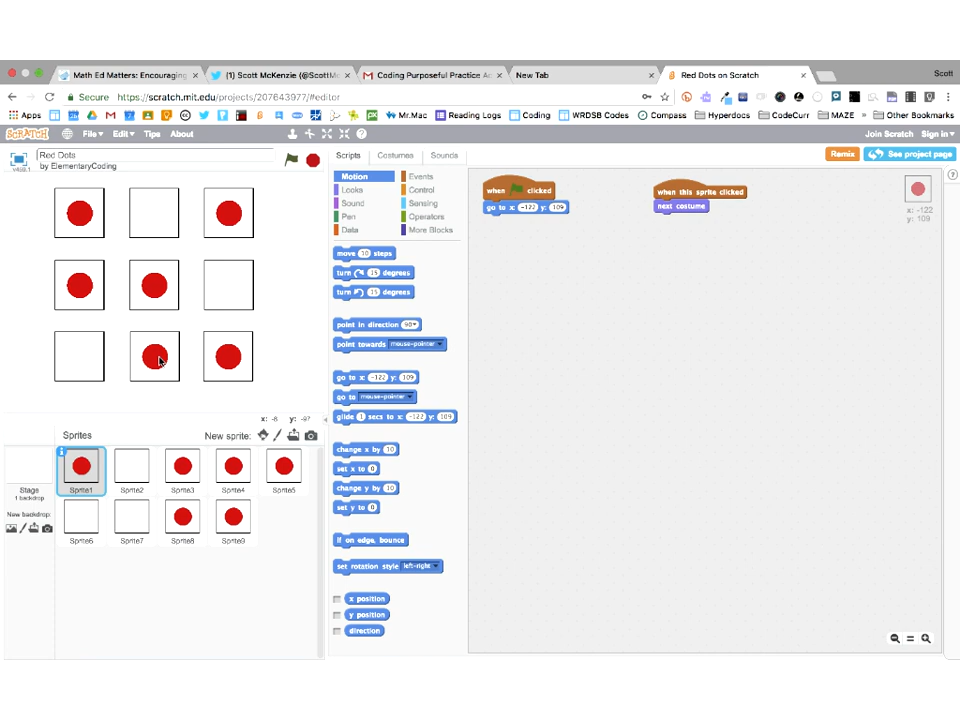 Math Ed Matters: Encouraging × (1) Scott McKenzie (@ScottM × Coding Purposeful Practice A × New Tab × Red Dots on Scratch × Scott
Secure https://scratch.mit.edu/projects/207643977/#editor
Apps Mr.Mac Reading Logs Coding WRDSB Codes Compass Hyperdocs CodeCurr MAZE » Other Bookmarks
SCRATCH File Edit Tips About Join Scratch Sign in
Red Dots
by ElementaryCoding
Scripts Costumes Sounds
Remix See project page
Motion Events
Looks Control
Sound Sensing
Pen Operators
Data More Blocks
when clicked
go to x: -122 y: 109
when this sprite clicked
next costume
x: -122
y: 109
move 10 steps
turn 15 degrees
turn 15 degrees
point in direction 90
point towards mouse-pointer
go to x: -122 y: 109
go to mouse-pointer
glide 1 secs to x: -122 y: 109
change x by 10
set x to 0
change y by 10
set y to 0
if on edge, bounce
set rotation style left-right
x position
y position
direction
x: -6 y: -97
Sprites New sprite:
Sprite1 Sprite2 Sprite3 Sprite4 Sprite5
Stage
1 backdrop
New backdrop:
Sprite6 Sprite7 Sprite8 Sprite9